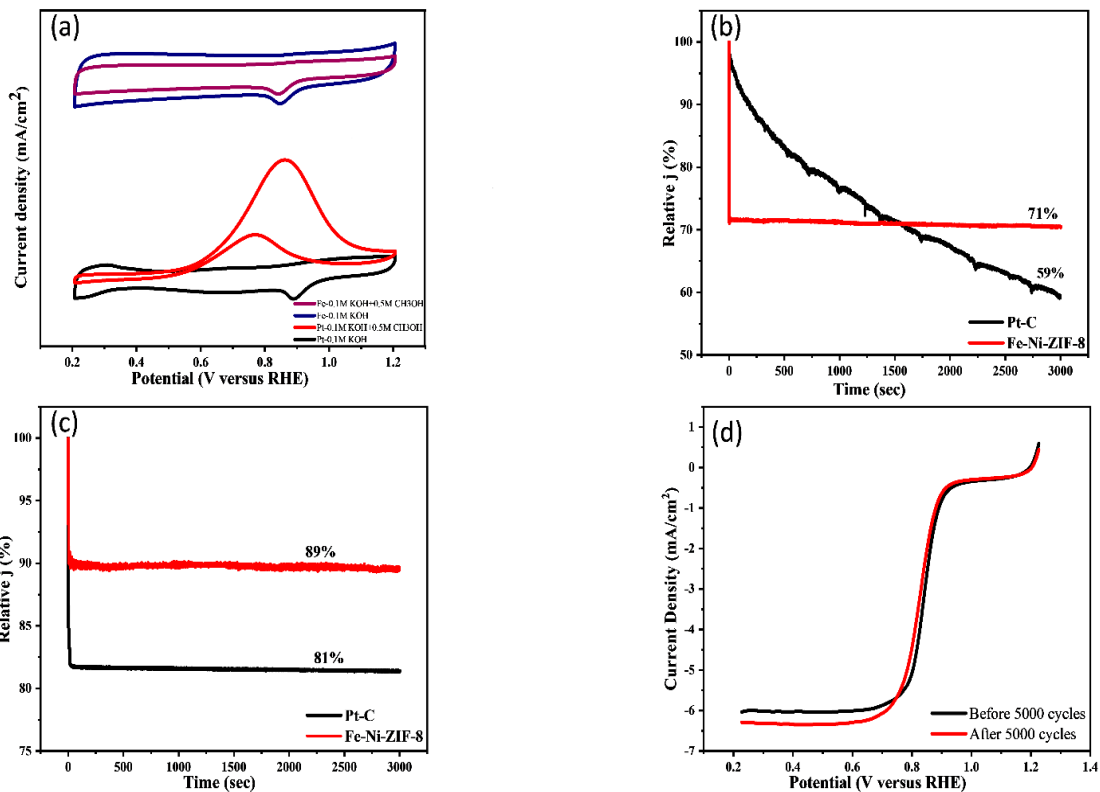 (a)
Current density (mA/cm²)
Fe-0.1M KOH+0.5M CH3OH
Fe-0.1M KOH
Pt-0.1M KOH+0.5M CH3OH
Pt-0.1M KOH
0.2 0.4 0.6 0.8 1.0 1.2
Potential (V versus RHE)
(b)
Relative j (%)
100
90
80
70
60
50
71%
59%
Pt-C
Fe-Ni-ZIF-8
0 500 1000 1500 2000 2500 3000
Time (sec)
(c)
Relative j (%)
100
95
90
85
80
75
89%
81%
Pt-C
Fe-Ni-ZIF-8
0 500 1000 1500 2000 2500 3000
Time (sec)
(d)
Current Density (mA/cm²)
1
0
-1
-2
-3
-4
-5
-6
-7
Before 5000 cycles
After 5000 cycles
0.2 0.4 0.6 0.8 1.0 1.2 1.4
Potential (V versus RHE)